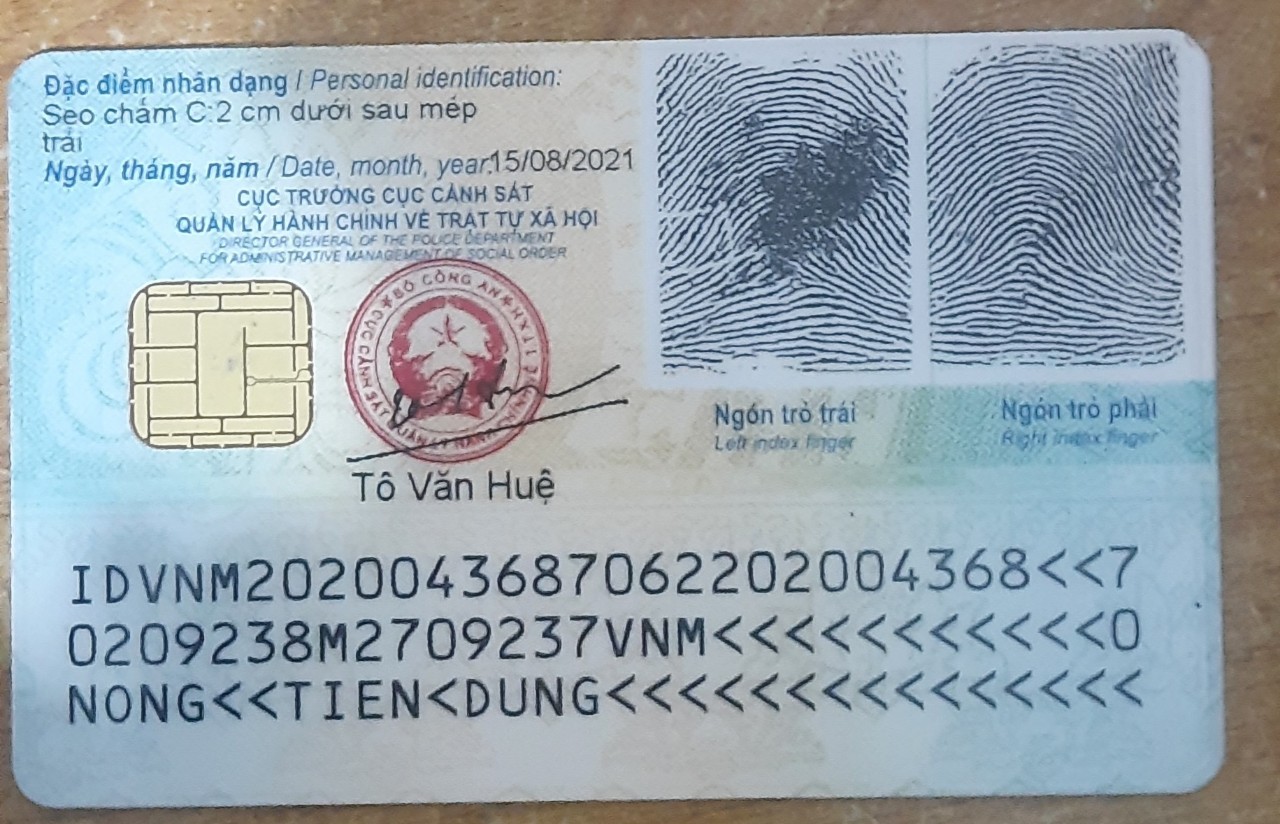 Đặc điểm nhân dạng / Personal identification:
Sẹo chấm C:2 cm dưới sau mép
trái
Ngày, tháng, năm / Date, month, year:15/08/2021
CỤC TRƯỞNG CỤC CẢNH SÁT
QUẢN LÝ HÀNH CHÍNH VỀ TRẬT TỰ XÃ HỘI
DIRECTOR GENERAL OF THE POLICE DEPARTMENT
FOR ADMINISTRATIVE MANAGEMENT OF SOCIAL ORDER
BỘ CÔNG AN
Tô Văn Huệ
Ngón trỏ trái
Left index finger
Ngón trỏ phải
Right index finger
IDVNM2020043687062202004368<<7
0209238M2709237VNM<<<<<<<<<<<0
NONG<<TIEN<DUNG<<<<<<<<<<<<<<<